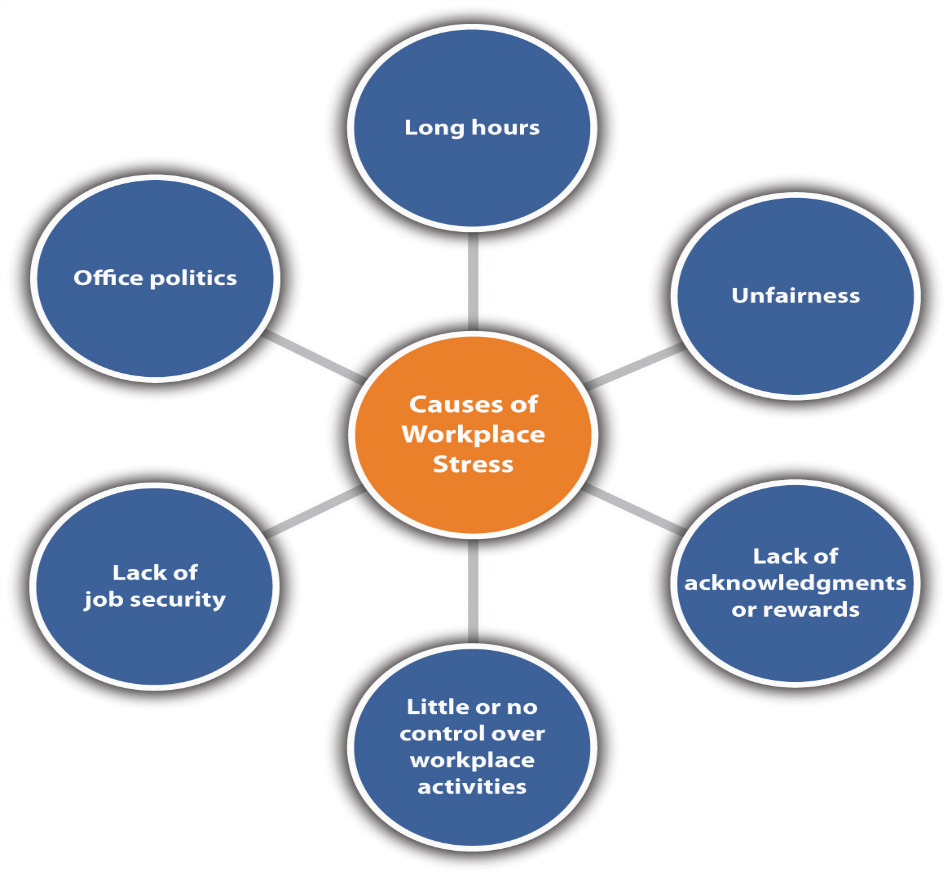 Long hours
Office politics
Unfairness
Causes of
Workplace
Stress
Lack of
job security
Lack of
acknowledgments
or rewards
Little or no
control over
workplace
activities